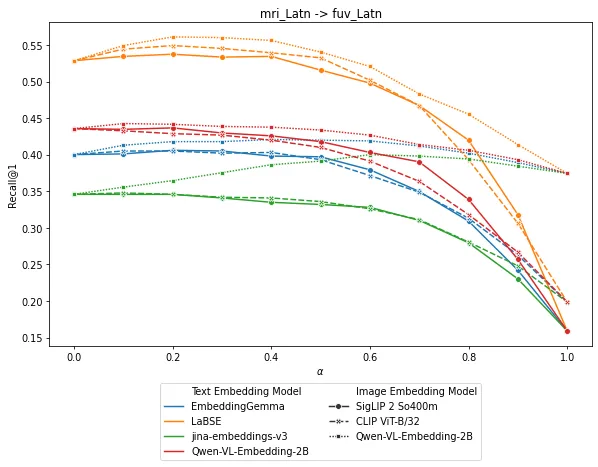 mri_Latn -> fuv_Latn
Recall@1
0.55
0.50
0.45
0.40
0.35
0.30
0.25
0.20
0.15
0.0
0.2
0.4
0.6
0.8
1.0
α
Text Embedding Model
EmbeddingGemma
LaBSE
jina-embeddings-v3
Qwen-VL-Embedding-2B
Image Embedding Model
SigLIP 2 So400m
CLIP ViT-B/32
Qwen-VL-Embedding-2B